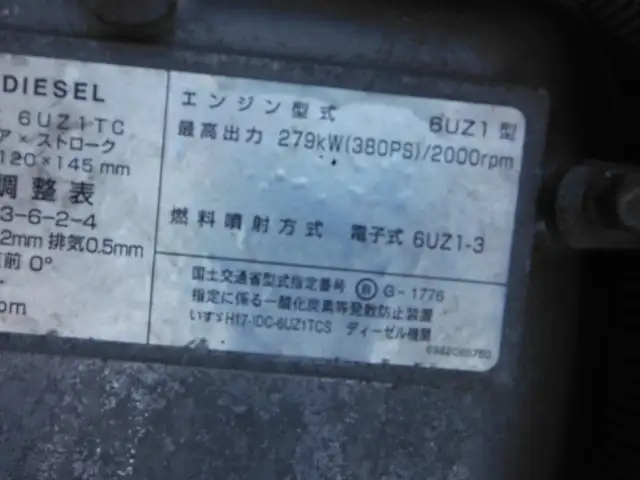 DIESEL
6UZ1TC
ア×ストローク
120×145 mm
調整表
3-6-2-4
2mm 排気0.5mm
前 0°
pm
エンジン型式 6UZ1型
最高出力 279kW(380PS)/2000rpm
燃料噴射方式 電子式 6UZ1-3
国土交通省型式指定番号 Ⓑ G-1776
指定に係る一酸化炭素等発散防止装置
いすゞH17-IDC-6UZ1TCS ディーゼル機関